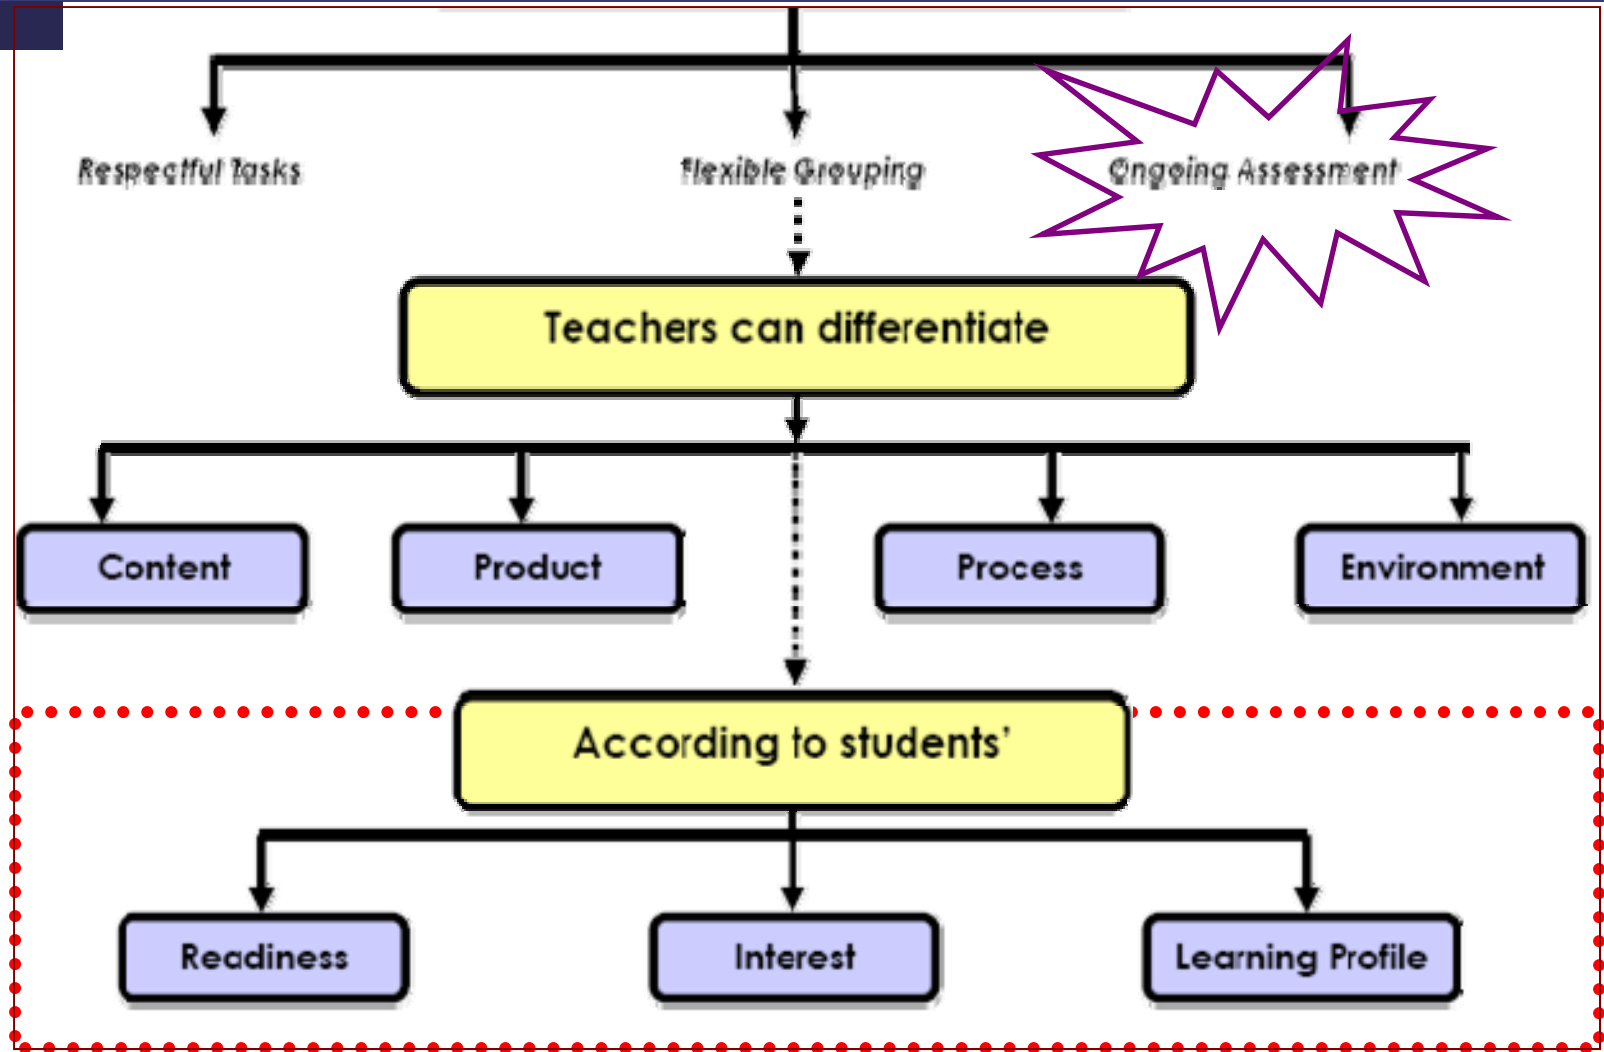 Respectful Tasks
Flexible Grouping
Ongoing Assessment
Teachers can differentiate
Content
Product
Process
Environment
According to students'
Readiness
Interest
Learning Profile